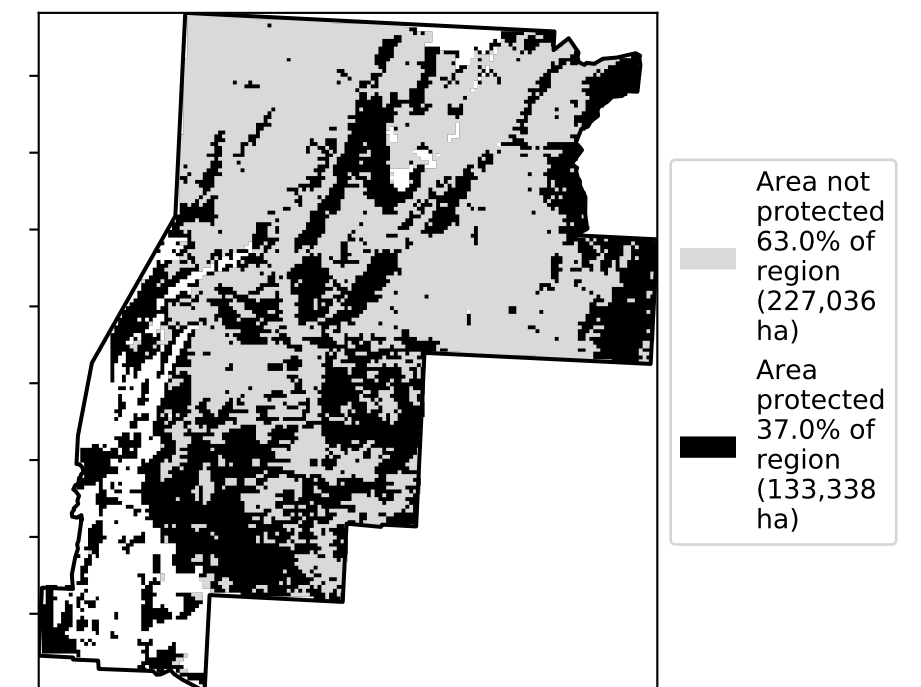 Area not
protected
63.0% of
region
(227,036
ha)
Area
protected
37.0% of
region
(133,338
ha)